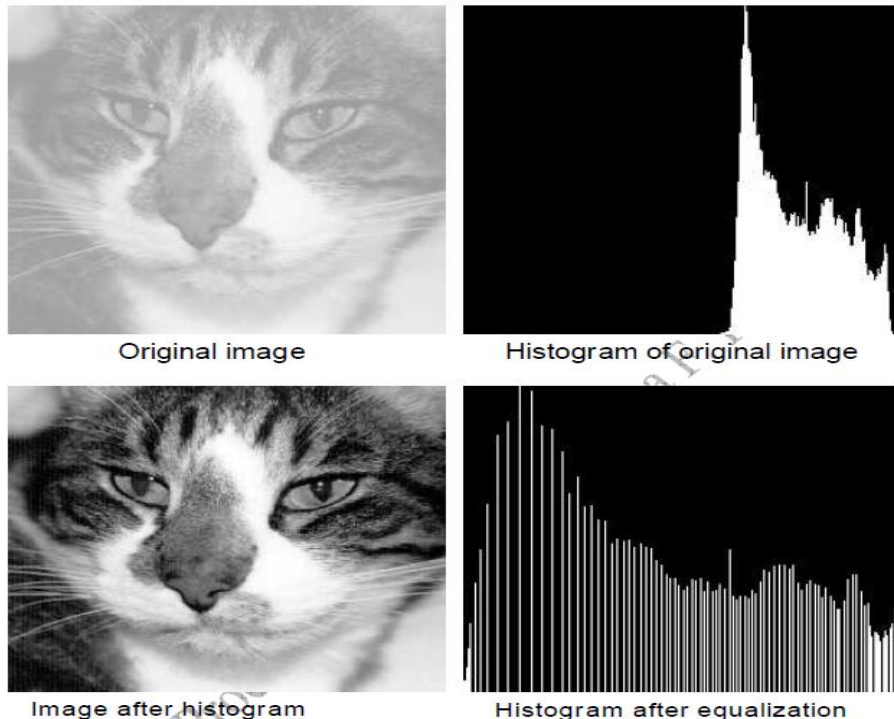 Original image
Histogram of original image
Image after histogram
Histogram after equalization